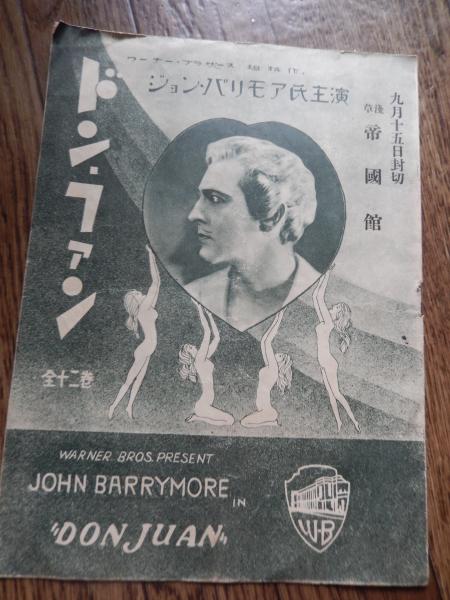 ワーナー・ブラザース 超特作
ジョン・バリモア氏主演
九月十五日封切
浅草
帝國館
ドン・ファン
全十二巻
WARNER BROS. PRESENT
JOHN BARRYMORE
IN
"DON JUAN"
W·B